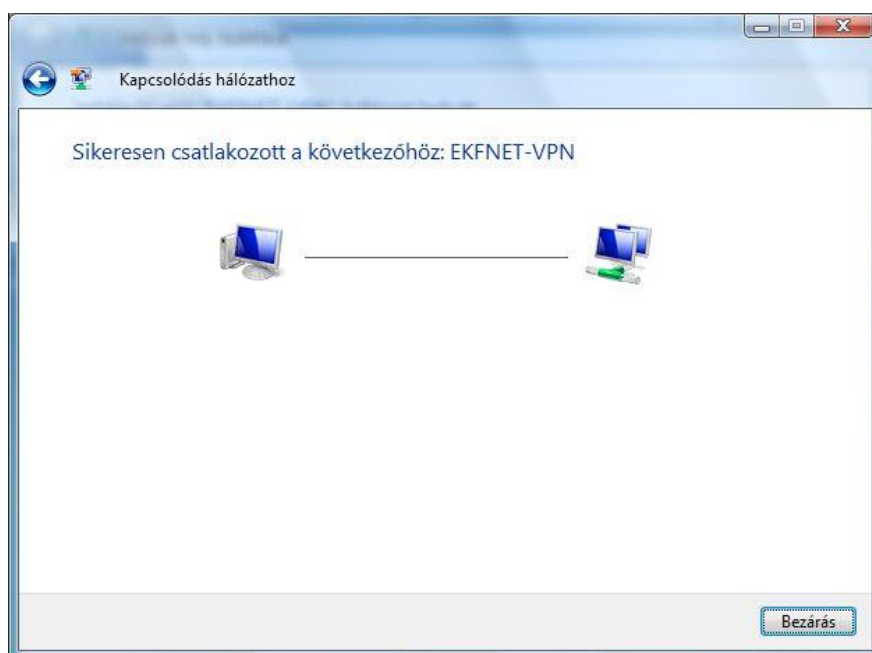 Kapcsolódás hálózathoz
Sikeresen csatlakozott a következőhöz: EKFNET-VPN
Bezárás